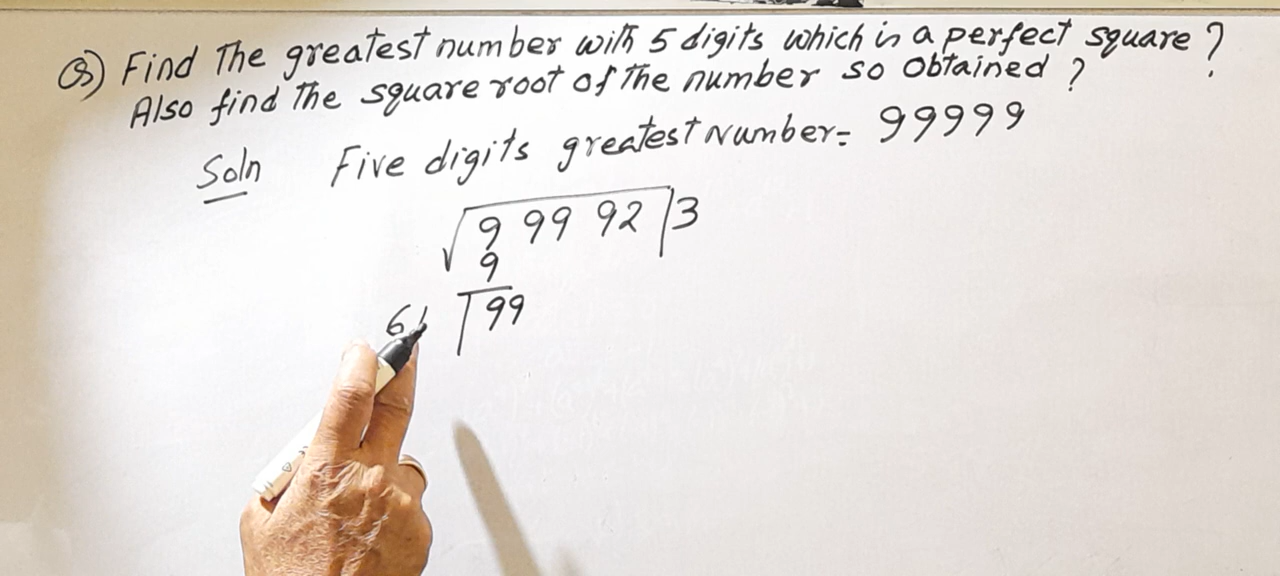 Q) Find The greatest number with 5 digits which is a perfect square?
Also find the square root of the number so obtained?
Soln Five digits greatest number = 99999
√9 99 92 | 3
9
61 | 99